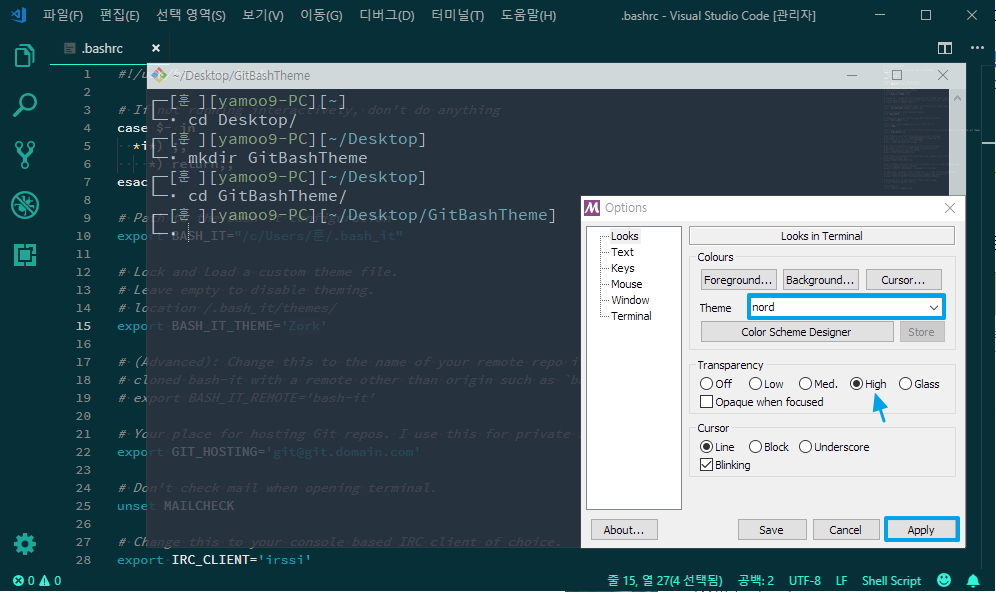 파일(F) 편집(E) 선택 영역(S) 보기(V) 이동(G) 디버그(D) 터미널(T) 도움말(H) .bashrc - Visual Studio Code [관리자]
.bashrc
~/Desktop/GitBashTheme
┌─[훈 ][yamoo9-PC][~]
└─· cd Desktop/
┌─[훈 ][yamoo9-PC][~/Desktop]
└─· mkdir GitBashTheme
┌─[훈 ][yamoo9-PC][~/Desktop]
└─· cd GitBashTheme/
┌─[훈 ][yamoo9-PC][~/Desktop/GitBashTheme]
└─·
1 #!/u
2
3 # If not running interactively, don't do anything
4 case $- in
5 *i*) ;;
6 *) return;;
7 esac
8
9 # Pat
10 export BASH_IT="/c/Users/훈/.bash_it"
11
12 # Lock and Load a custom theme file.
13 # Leave empty to disable theming.
14 # location /.bash_it/themes/
15 export BASH_IT_THEME='Zork'
16
17 # (Advanced): Change this to the name of your remote repo i
18 # cloned bash-it with a remote other than origin such as `b
19 # export BASH_IT_REMOTE='bash-it'
20
21 # Your place for hosting Git repos. I use this for private
22 export GIT_HOSTING='git@git.domain.com'
23
24 # Don't check mail when opening terminal.
25 unset MAILCHECK
26
27 # Change this to your console based IRC client of choice.
28 export IRC_CLIENT='irssi'
Options
Looks
Text
Keys
Mouse
Window
Terminal
Looks in Terminal
Colours
Foreground... Background... Cursor...
Theme nord
Color Scheme Designer Store
Transparency
Off Low Med. High Glass
Opaque when focused
Cursor
Line Block Underscore
Blinking
About... Save Cancel Apply
0 0 줄 15, 열 27(4 선택됨) 공백: 2 UTF-8 LF Shell Script